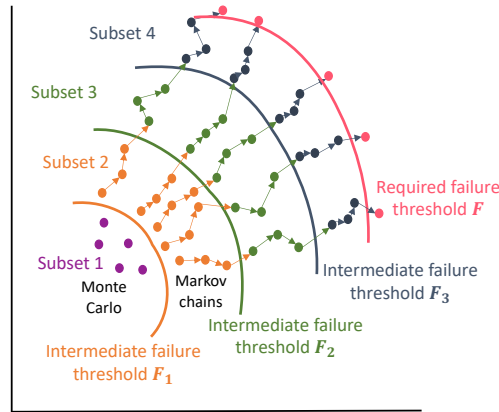 Subset 4
Subset 3
Subset 2
Subset 1
Monte
Carlo
Markov
chains
Required failure
threshold F
Intermediate failure
threshold F₃
Intermediate failure
threshold F₂
Intermediate failure
threshold F₁